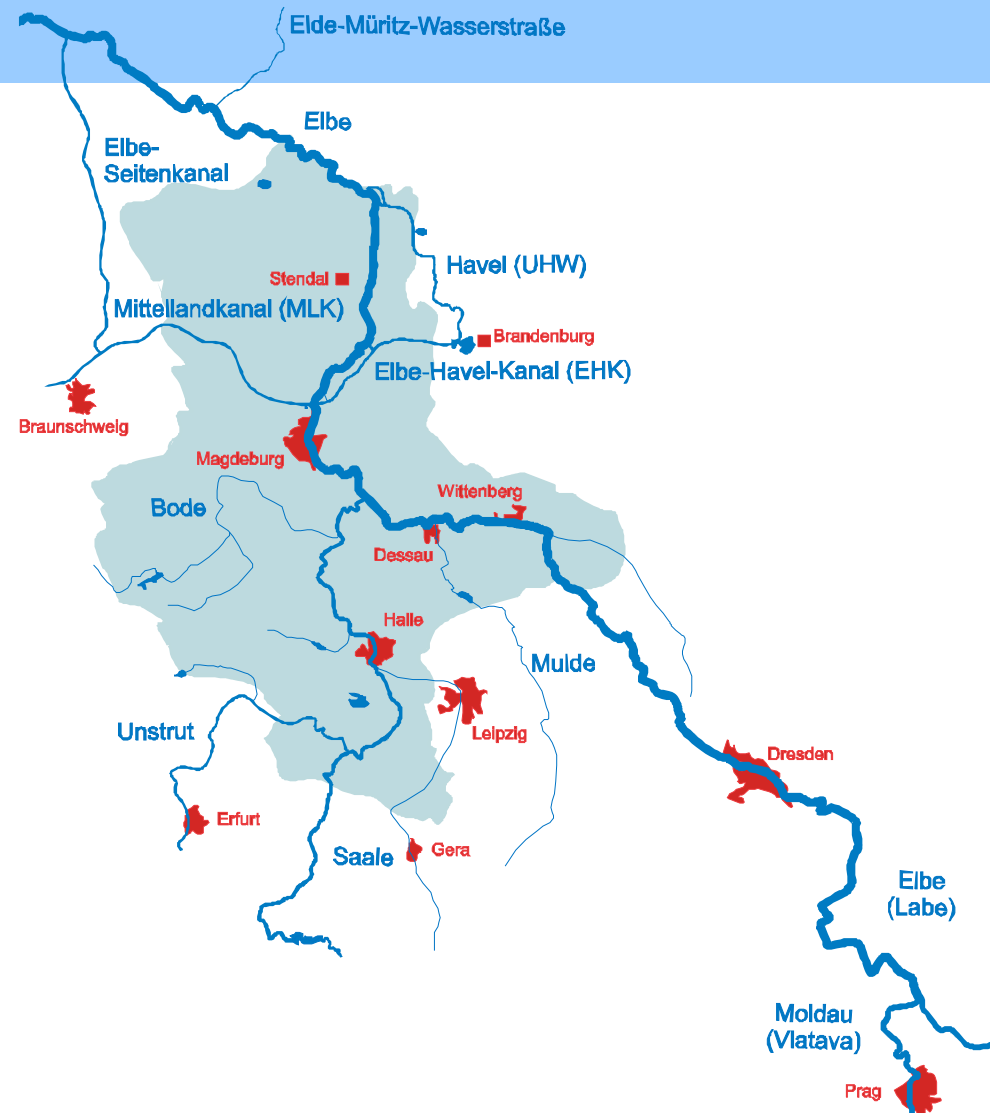 Elde-Müritz-Wasserstraße
Elbe
Elbe-
Seitenkanal
Havel (UHW)
Stendal
Mittellandkanal (MLK)
Brandenburg
Elbe-Havel-Kanal (EHK)
Braunschweig
Magdeburg
Wittenberg
Bode
Dessau
Halle
Mulde
Unstrut
Leipzig
Dresden
Erfurt
Gera
Saale
Elbe
(Labe)
Moldau
(Vlatava)
Prag